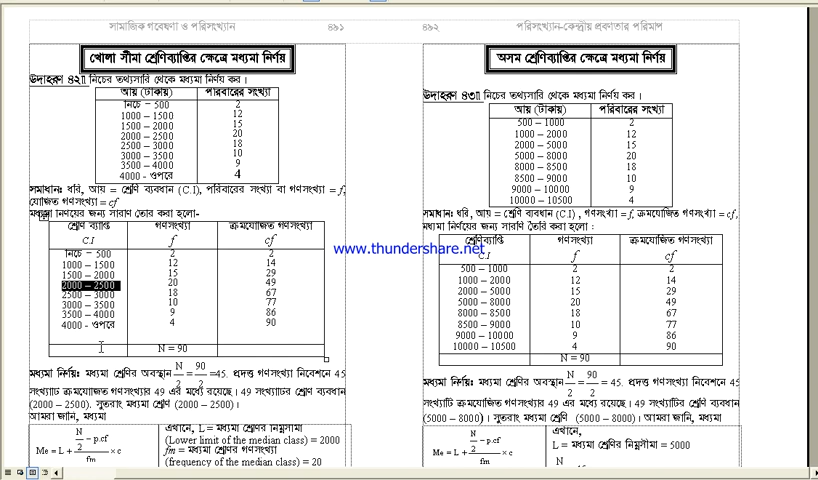 সামাজিক গবেষণা ও পরিসংখ্যান ৪৯১
খোলা সীমা শ্রেণিব্যাপ্তির ক্ষেত্রে মধ্যমা নির্ণয়
উদাহরণ ৪২॥ নিচের তথ্যসারি থেকে মধ্যমা নির্ণয় কর।
আয় (টাকায়) পরিবারের সংখ্যা
নিচে – 500 2
1000 – 1500 12
1500 – 2000 15
2000 – 2500 20
2500 – 3000 18
3000 – 3500 10
3500 – 4000 9
4000 - ওপরে 4
সমাধান: ধরি, আয় = শ্রেণি ব্যবধান (C.I), পরিবারের সংখ্যা বা গণসংখ্যা = f,
যোজিত গণসংখ্যা = cf
মধ্যমা নির্ণয়ের জন্য সারণি তৈরি করা হলো-
শ্রেণি ব্যাপ্তি গণসংখ্যা ক্রমযোজিত গণসংখ্যা
C.I f cf
নিচে – 500 2 2
1000 – 1500 12 14
1500 – 2000 15 29
2000 – 2500 20 49
2500 – 3000 18 67
3000 – 3500 10 77
3500 – 4000 9 86
4000 - ওপরে 4 90
N = 90
মধ্যমা নির্ণয়: মধ্যমা শ্রেণির অবস্থান N/2 = 90/2 = 45. প্রদত্ত গণসংখ্যা নিবেশনে 45
সংখ্যাটি ক্রমযোজিত গণসংখ্যার 49 এর মধ্যে রয়েছে। 49 সংখ্যাটির শ্রেণি ব্যবধান
(2000 – 2500). সুতরাং মধ্যমা শ্রেণি (2000 – 2500)।
আমরা জানি, মধ্যমা
Me = L + (N/2 – p.cf)/fm × c
এখানে, L = মধ্যমা শ্রেণির নিম্নসীমা
(Lower limit of the median class) = 2000
fm = মধ্যমা শ্রেণির গণসংখ্যা
(frequency of the median class) = 20
৪৯২ পরিসংখ্যান-কেন্দ্রীয় প্রবণতার পরিমাপ
অসম শ্রেণিব্যাপ্তির ক্ষেত্রে মধ্যমা নির্ণয়
উদাহরণ ৪৩॥ নিচের তথ্যসারি থেকে মধ্যমা নির্ণয় কর।
আয় (টাকায়) পরিবারের সংখ্যা
500 – 1000 2
1000 – 2000 12
2000 – 5000 15
5000 – 8000 20
8000 – 8500 18
8500 – 9000 10
9000 – 10000 9
10000 – 10500 4
সমাধান: ধরি, আয় = শ্রেণি ব্যবধান (C.I) , গণসংখ্যা = f, ক্রমযোজিত গণসংখ্যা = cf,
মধ্যমা নির্ণয়ের জন্য সারণি তৈরি করা হলো :
শ্রেণিব্যাপ্তি গণসংখ্যা ক্রমযোজিত গণসংখ্যা
C.I f cf
500 – 1000 2 2
1000 – 2000 12 14
2000 – 5000 15 29
5000 – 8000 20 49
8000 – 8500 18 67
8500 – 9000 10 77
9000 – 10000 9 86
10000 – 10500 4 90
N = 90
মধ্যমা নির্ণয়: মধ্যমা শ্রেণির অবস্থান N/2 = 90/2 = 45. প্রদত্ত গণসংখ্যা নিবেশনে 45
সংখ্যাটি ক্রমযোজিত গণসংখ্যার 49 এর মধ্যে রয়েছে। 49 সংখ্যাটির শ্রেণি ব্যবধান
(5000 – 8000)। সুতরাং মধ্যমা শ্রেণি (5000 – 8000)। আমরা জানি, মধ্যমা
Me = L + (N/2 – p.cf)/fm × c
এখানে,
L = মধ্যমা শ্রেণির নিম্নসীমা = 5000
N 90
www.thundershare.net